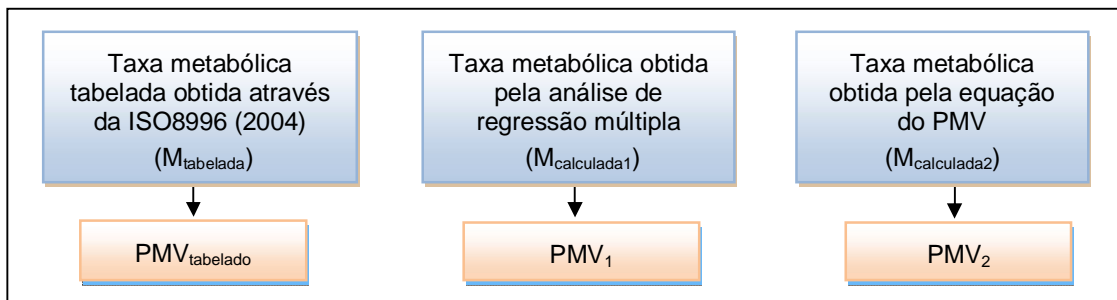 Taxa metabólica
tabelada obtida através
da ISO8996 (2004)
(Mtabelada)
PMVtabelado
Taxa metabólica obtida
pela análise de
regressão múltipla
(Mcalculada1)
PMV1
Taxa metabólica
obtida pela equação
do PMV
(Mcalculada2)
PMV2